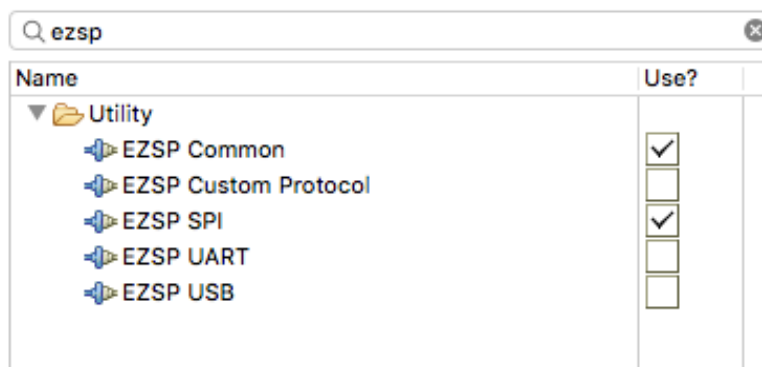 ezsp
Name Use?
Utility
EZSP Common
EZSP Custom Protocol
EZSP SPI
EZSP UART
EZSP USB